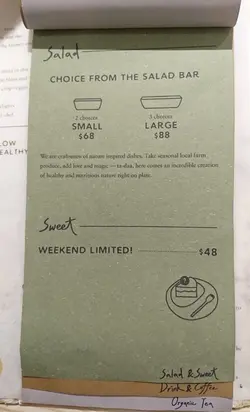 Salad
CHOICE FROM THE SALAD BAR
2 choices
SMALL
$68
3 choices
LARGE
$88
We are craftsmen of nature inspired dishes. Take seasonal local farm
produce, add love and magic — ta-daa, here comes an incredible creation
of healthy and nutritious nature right on plate.
Sweet
WEEKEND LIMITED!
$48
Salad & Sweet
Drink & Coffee
Organic Tea
LOW